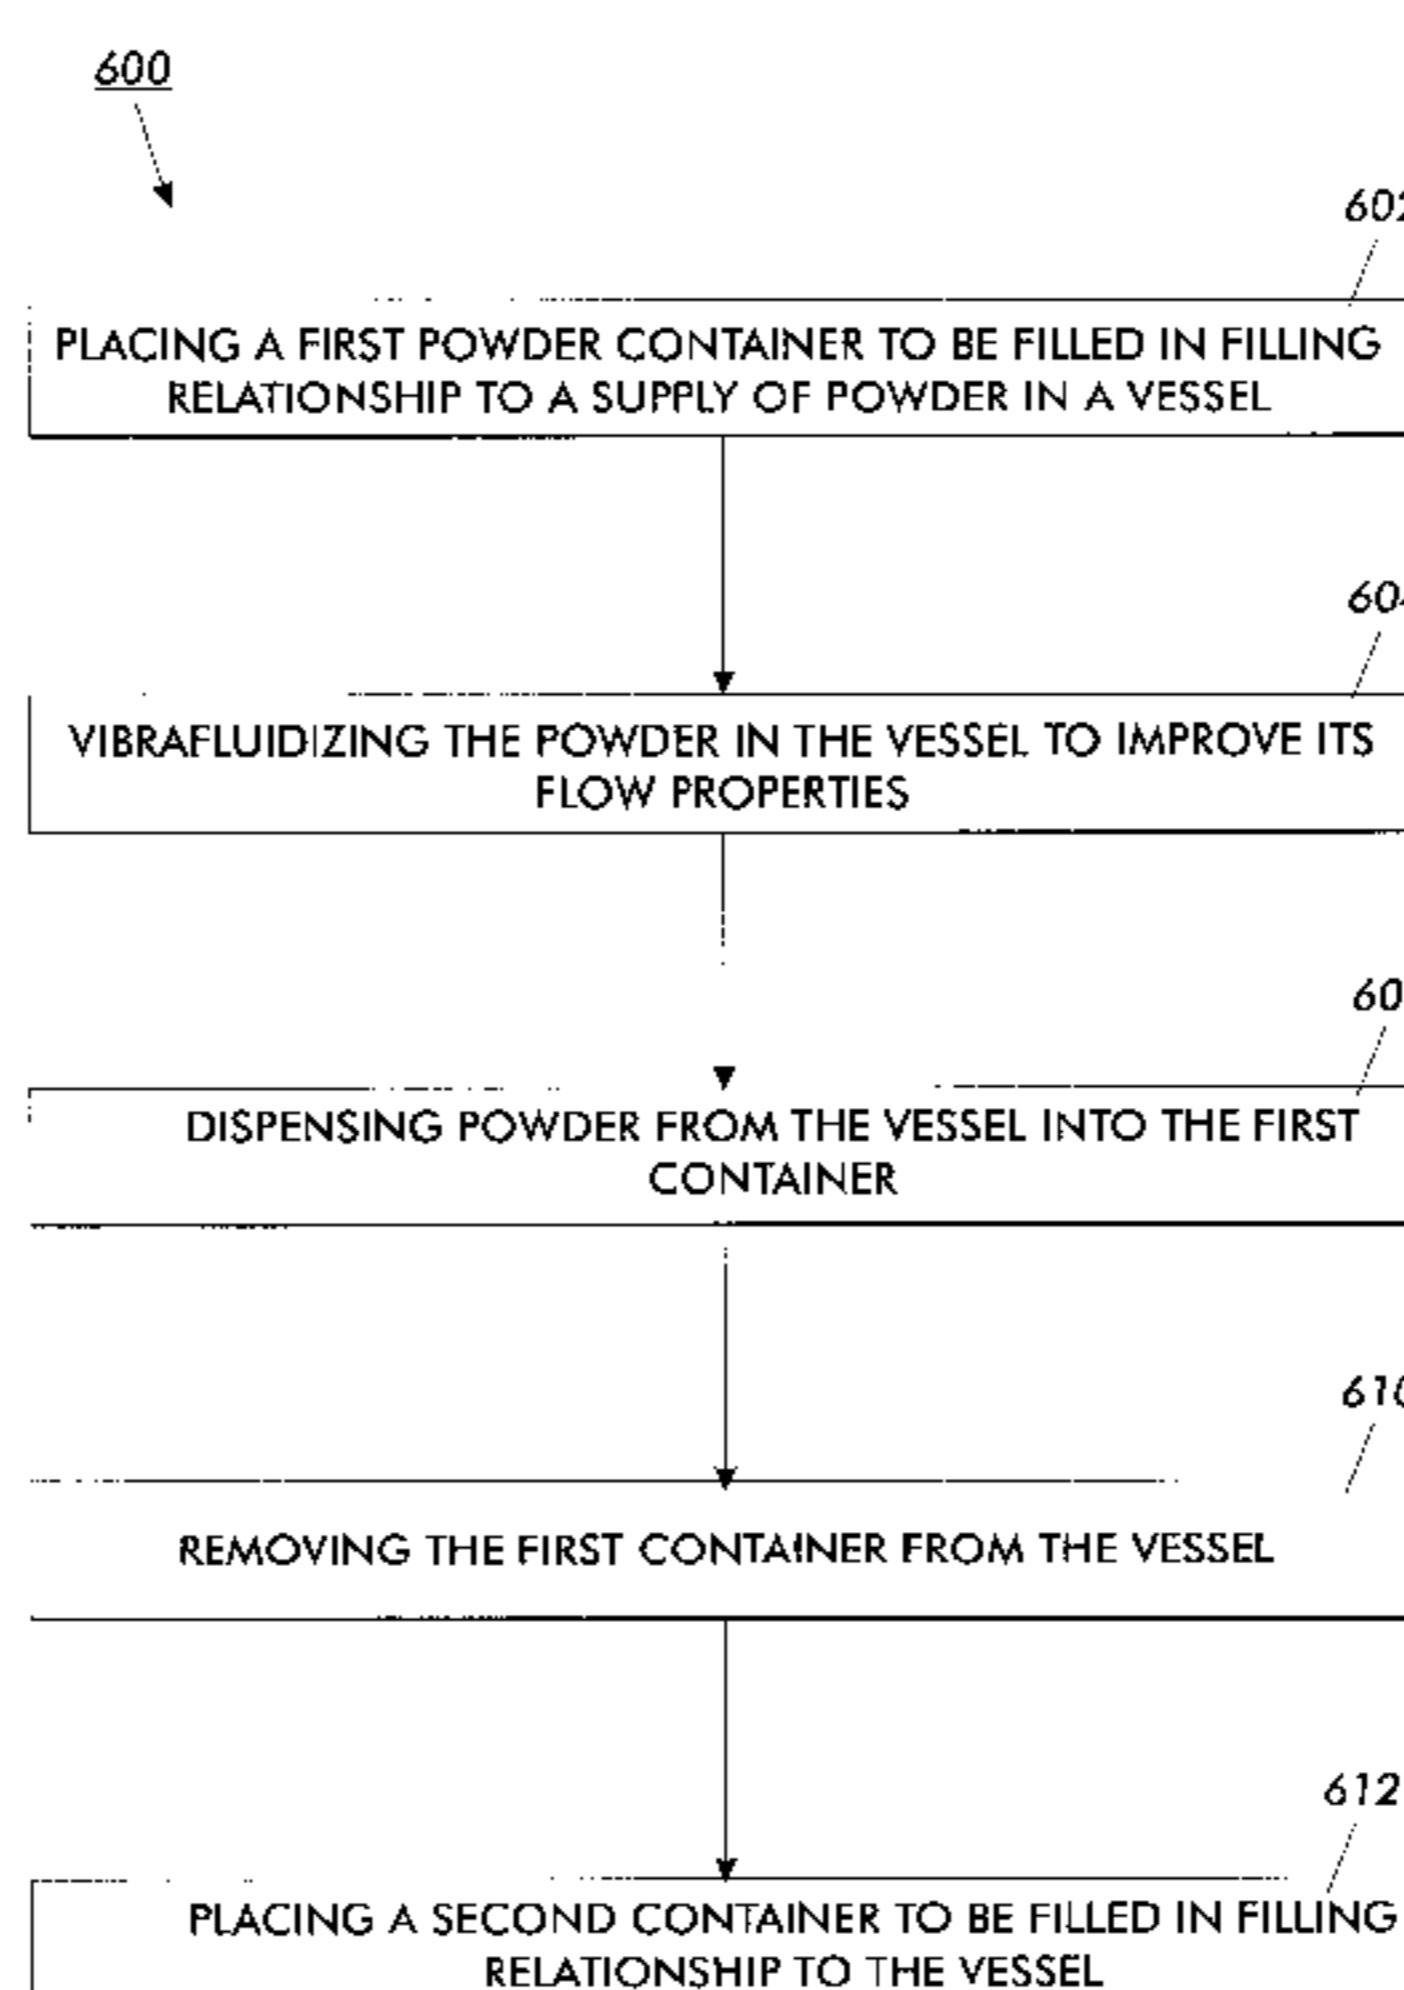 600
602
PLACING A FIRST POWDER CONTAINER TO BE FILLED IN FILLING
RELATIONSHIP TO A SUPPLY OF POWDER IN A VESSEL
604
VIBRAFLUIDIZING THE POWDER IN THE VESSEL TO IMPROVE ITS
FLOW PROPERTIES
60
DISPENSING POWDER FROM THE VESSEL INTO THE FIRST
CONTAINER
610
REMOVING THE FIRST CONTAINER FROM THE VESSEL
612
PLACING A SECOND CONTAINER TO BE FILLED IN FILLING
RELATIONSHIP TO THE VESSEL